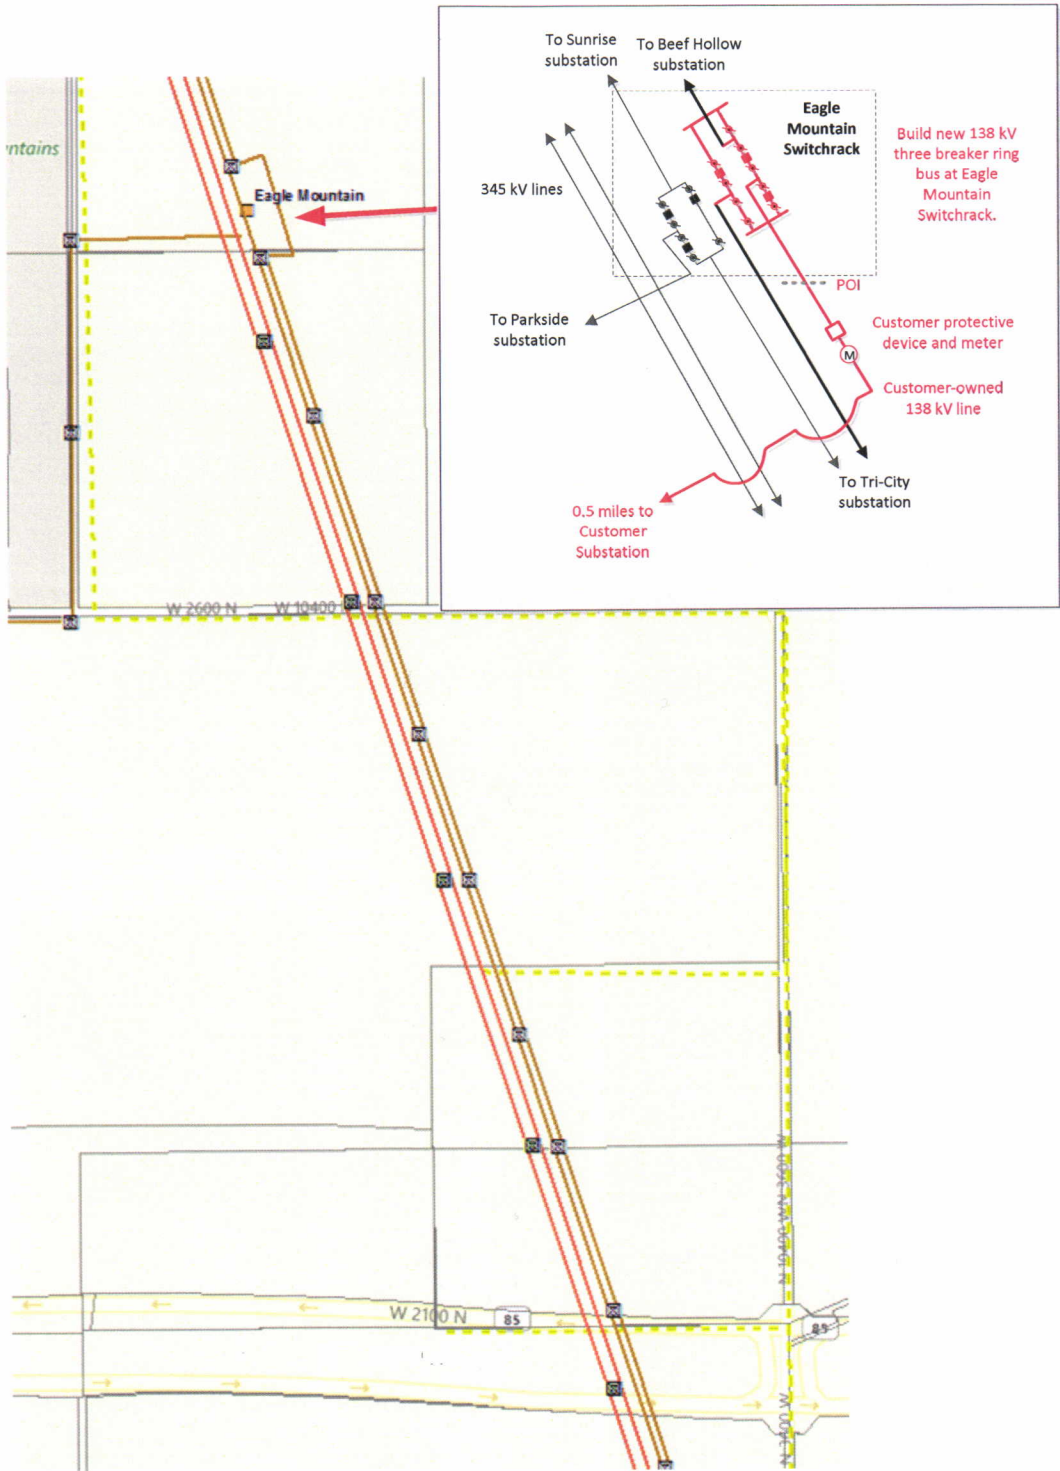 To Sunrise
substation
To Beef Hollow
substation
Eagle
Mountain
Switchrack
Build new 138 kV
three breaker ring
bus at Eagle
Mountain
Switchrack.
345 kV lines
POI
To Parkside
substation
Customer protective
device and meter
M
Customer-owned
138 kV line
To Tri-City
substation
0.5 miles to
Customer
Substation
ntains
Eagle Mountain
W 2600 N
W 10400
W 2100 N
85
85